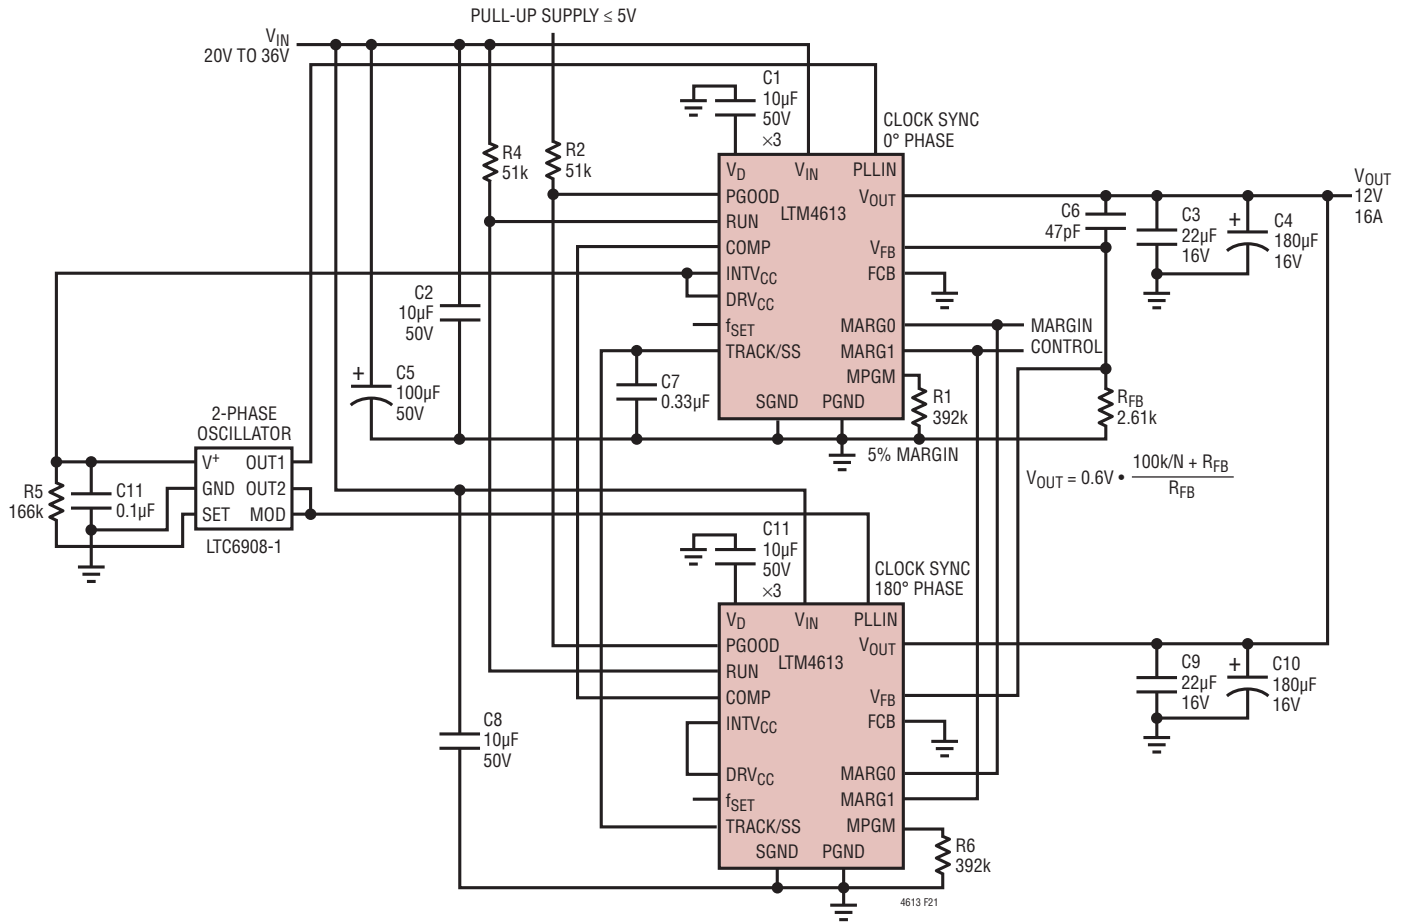 PULL-UP SUPPLY ≤ 5V
VIN
20V TO 36V
C1
10µF
50V
×3
CLOCK SYNC
0° PHASE
R4
51k
R2
51k
VD
VIN
PLLIN
PGOOD
LTM4613
VOUT
RUN
COMP
VFB
INTVCC
FCB
DRVCC
fSET
MARG0
TRACK/SS
MARG1
MPGM
SGND
PGND
VOUT
12V
16A
C6
47pF
C3
22µF
16V
+
C4
180µF
16V
MARGIN
CONTROL
C2
10µF
50V
+
C5
100µF
50V
C7
0.33µF
R1
392k
RFB
2.61k
5% MARGIN
VOUT = 0.6V • 100k/N + RFB
RFB
2-PHASE
OSCILLATOR
V+ OUT1
GND OUT2
SET MOD
LTC6908-1
R5
166k
C11
0.1µF
C11
10µF
50V
×3
CLOCK SYNC
180° PHASE
VD
VIN
PLLIN
PGOOD
LTM4613
VOUT
RUN
COMP
VFB
INTVCC
FCB
DRVCC
MARG0
fSET
MARG1
TRACK/SS
MPGM
SGND
PGND
C9
22µF
16V
+
C10
180µF
16V
C8
10µF
50V
R6
392k
4613 F21